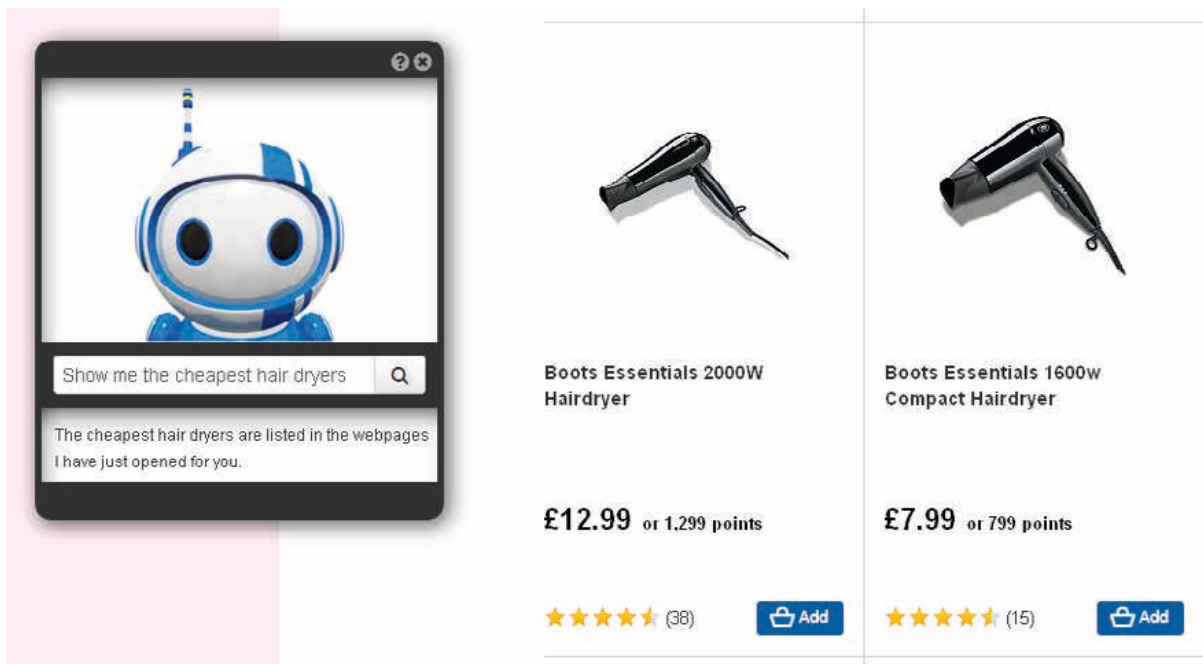 Show me the cheapest hair dryers
The cheapest hair dryers are listed in the webpages
I have just opened for you.
Boots Essentials 2000W
Hairdryer
£12.99 or 1,299 points
(38)
Add
Boots Essentials 1600w
Compact Hairdryer
£7.99 or 799 points
(15)
Add